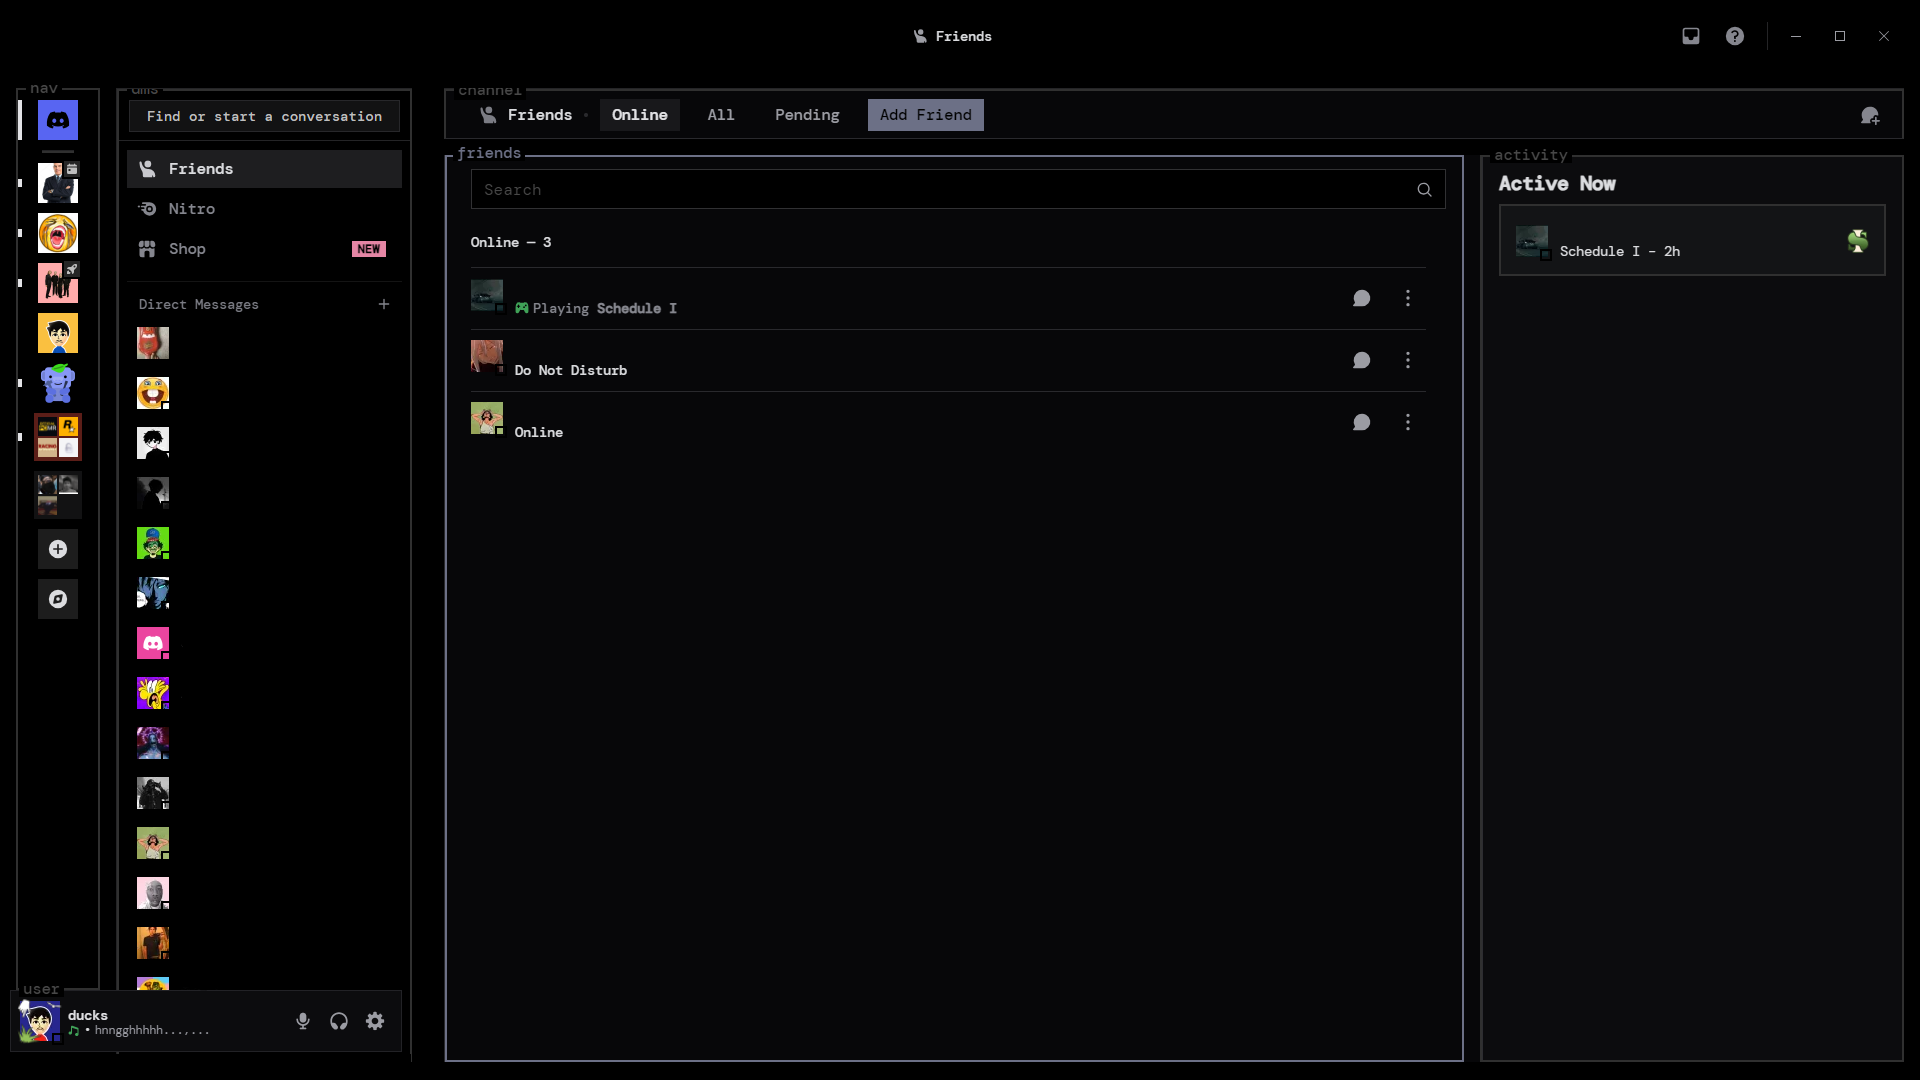 Friends
nav
dms
Find or start a conversation
Friends
Nitro
Shop
NEW
Direct Messages
channel
Friends
Online
All
Pending
Add Friend
friends
Search
Online — 3
Playing Schedule I
Do Not Disturb
Online
activity
Active Now
Schedule I - 2h
user
ducks
• hnngghhhhh...,...